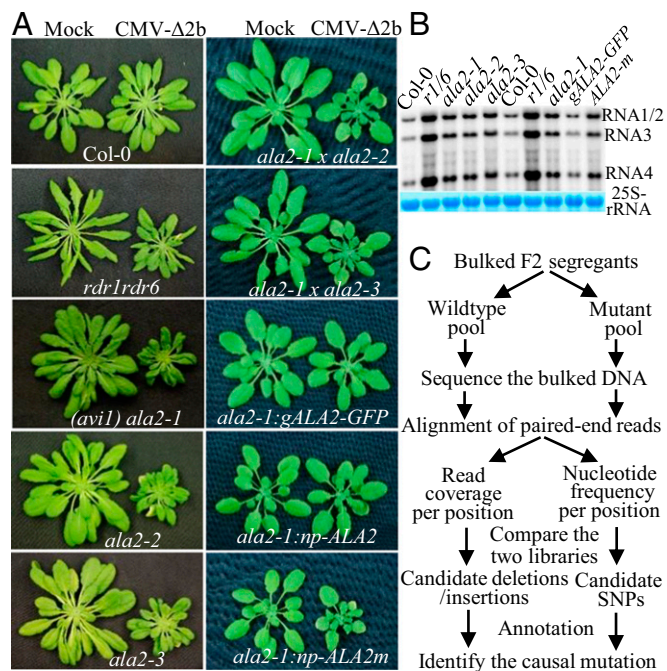 A
Mock CMV-Δ2b Mock CMV-Δ2b
Col-0
ala2-1 x ala2-2
rdr1rdr6
ala2-1 x ala2-3
(avi1) ala2-1
ala2-1:gALA2-GFP
ala2-2
ala2-1:np-ALA2
ala2-3
ala2-1:np-ALA2m
B
Col-0 r1/6 ala2-1 ala2-2 ala2-3 Col-0 r1/6 ala2-1 gALA2-GFP ALA2-m
RNA1/2
RNA3
RNA4
25S-
rRNA
C
Bulked F2 segregants
Wildtype
pool
Mutant
pool
Sequence the bulked DNA
Alignment of paired-end reads
Read
coverage
per position
Nucleotide
frequency
per position
Compare the
two libraries
Candidate deletions
/insertions
Candidate
SNPs
Annotation
Identify the causal mutation